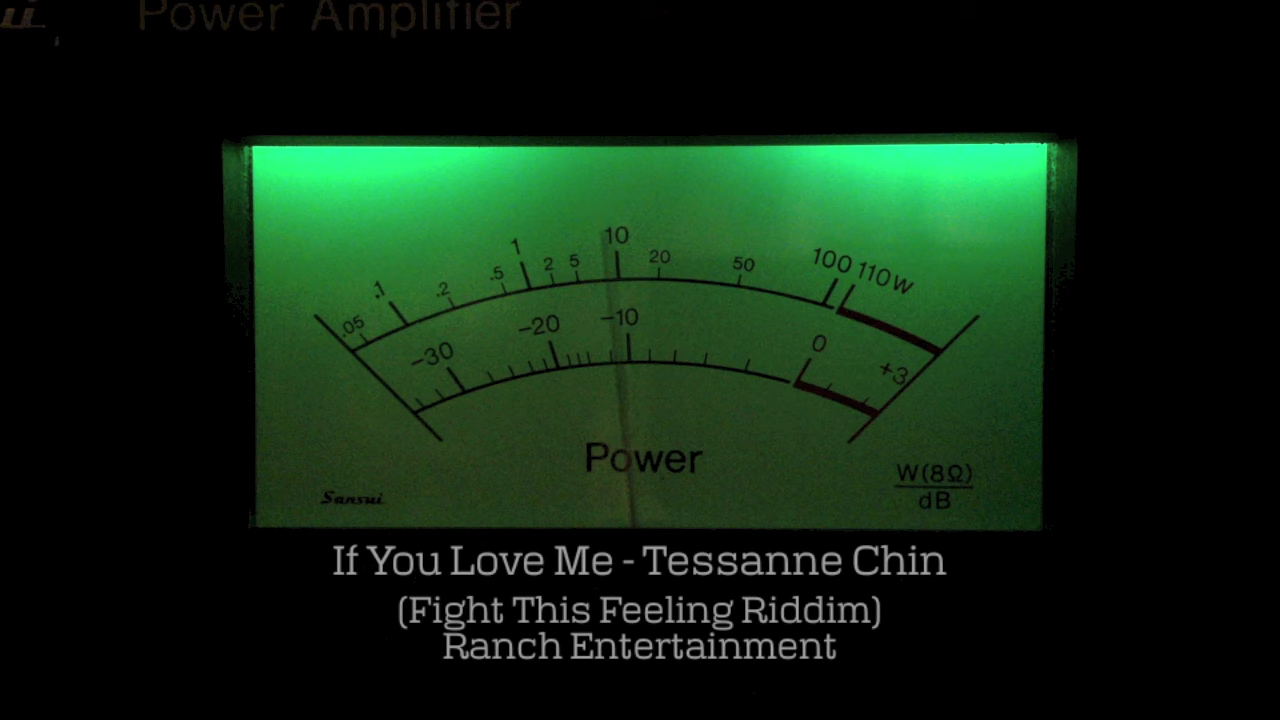 Power Amplifier
.05 .1 .2 .5 1 2 5 10 20 50 100 110W
-30 -20 -10 0 +3
Power
Sansui
W(8Ω)
dB
If You Love Me - Tessanne Chin
(Fight This Feeling Riddim)
Ranch Entertainment